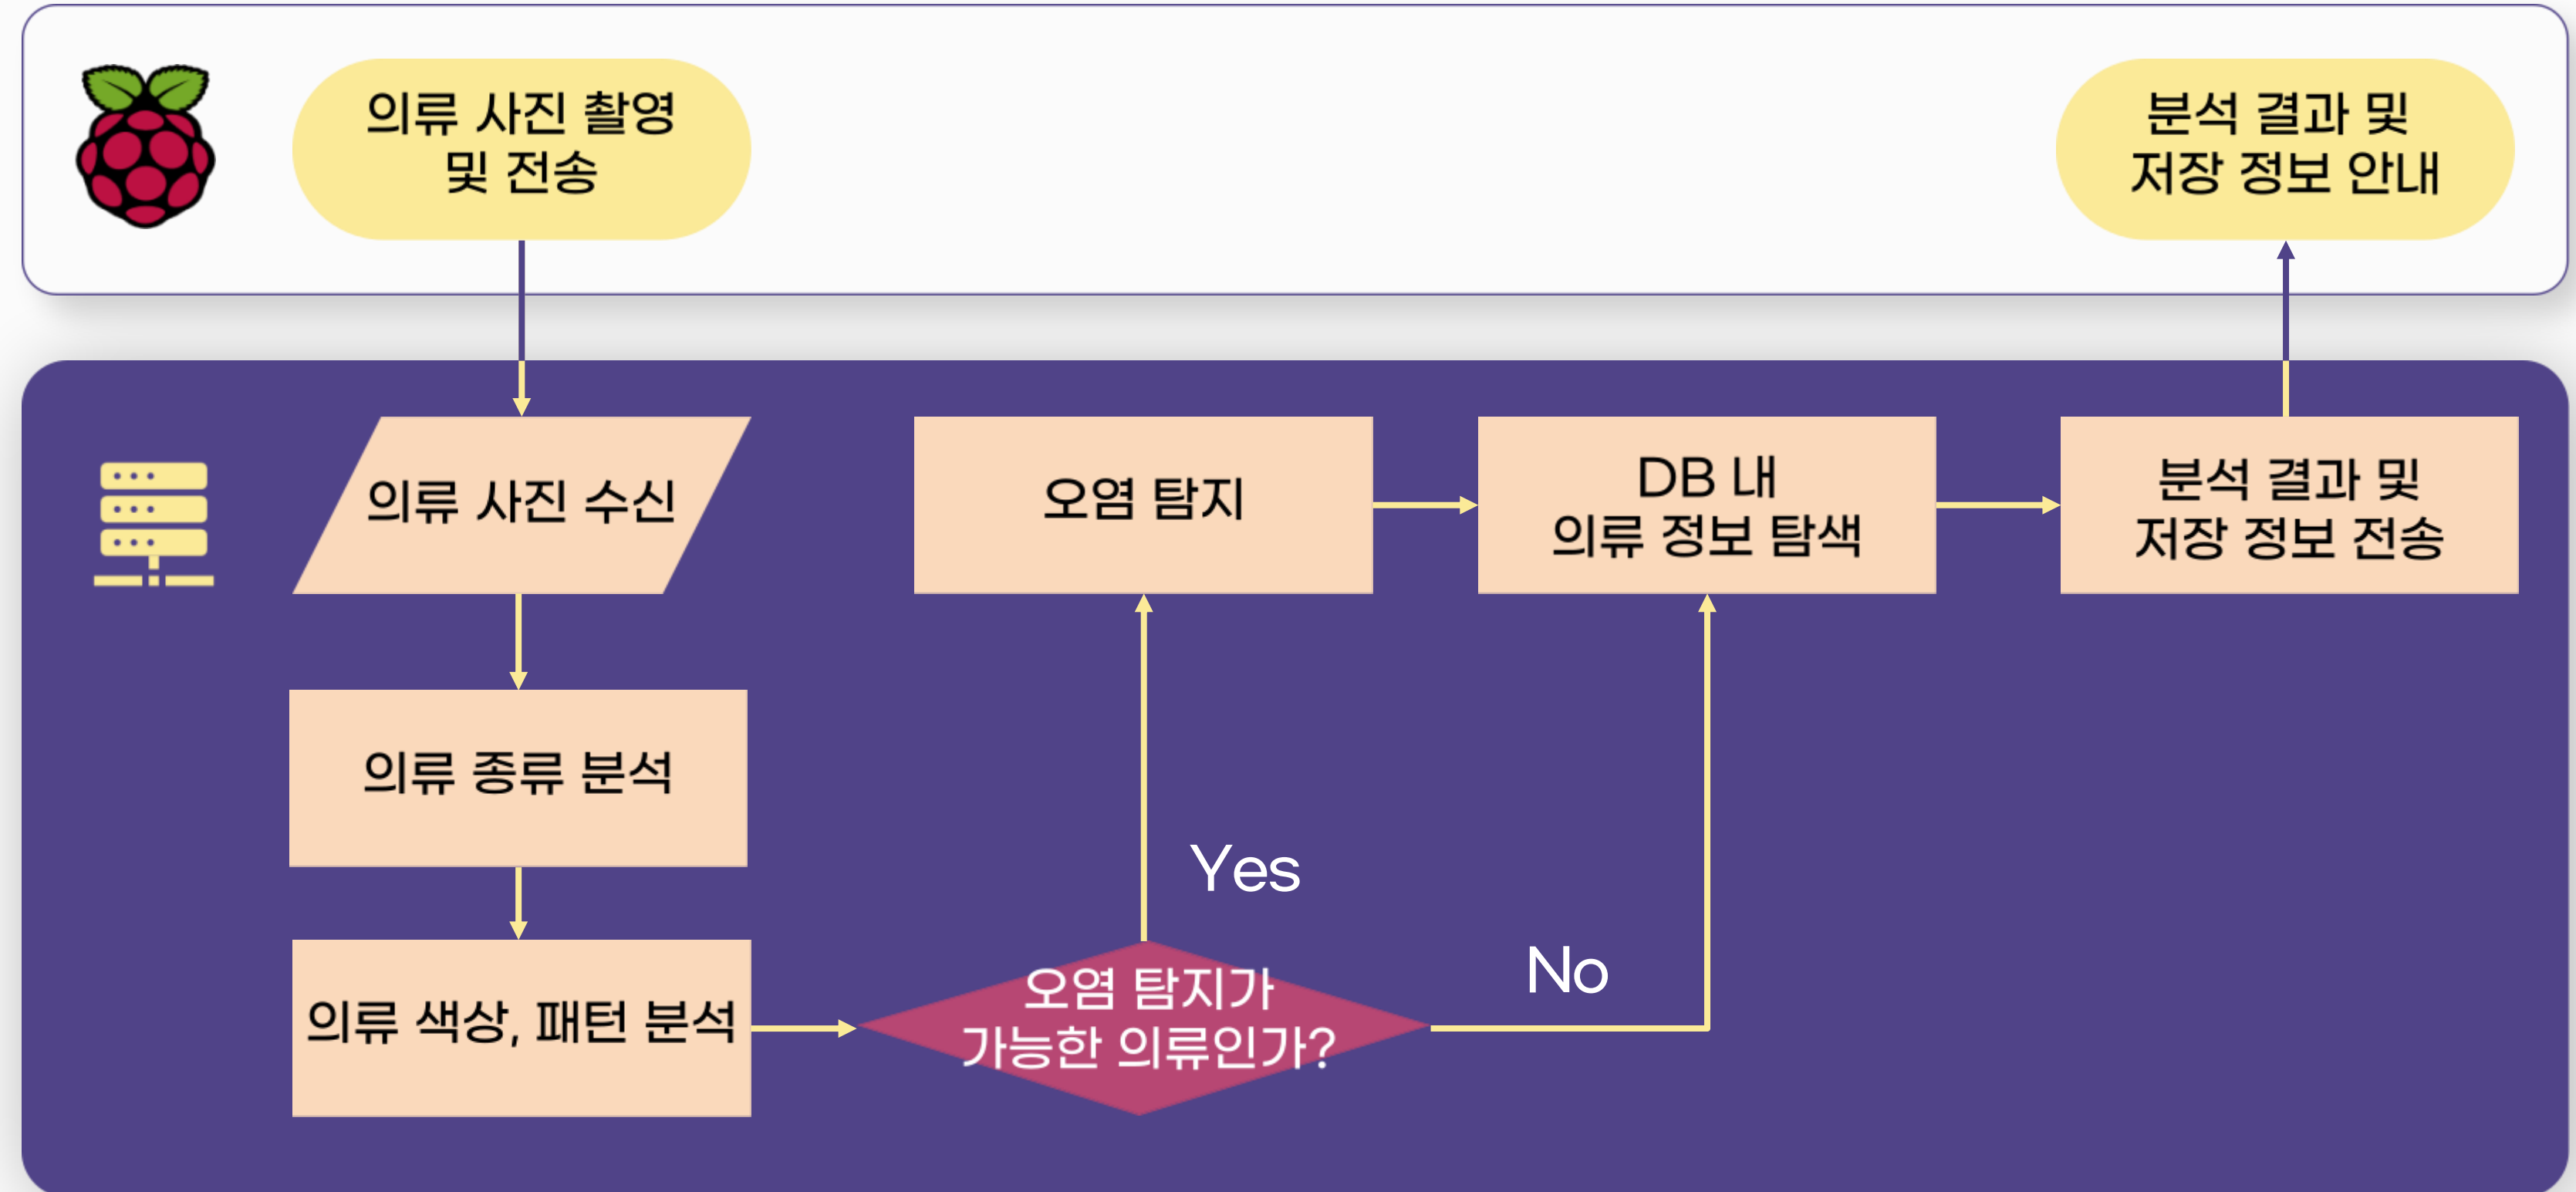 의류 사진 촬영
및 전송
분석 결과 및
저장 정보 안내
의류 사진 수신
오염 탐지
DB 내
의류 정보 탐색
분석 결과 및
저장 정보 전송
의류 종류 분석
Yes
의류 색상, 패턴 분석
오염 탐지가
가능한 의류인가?
No